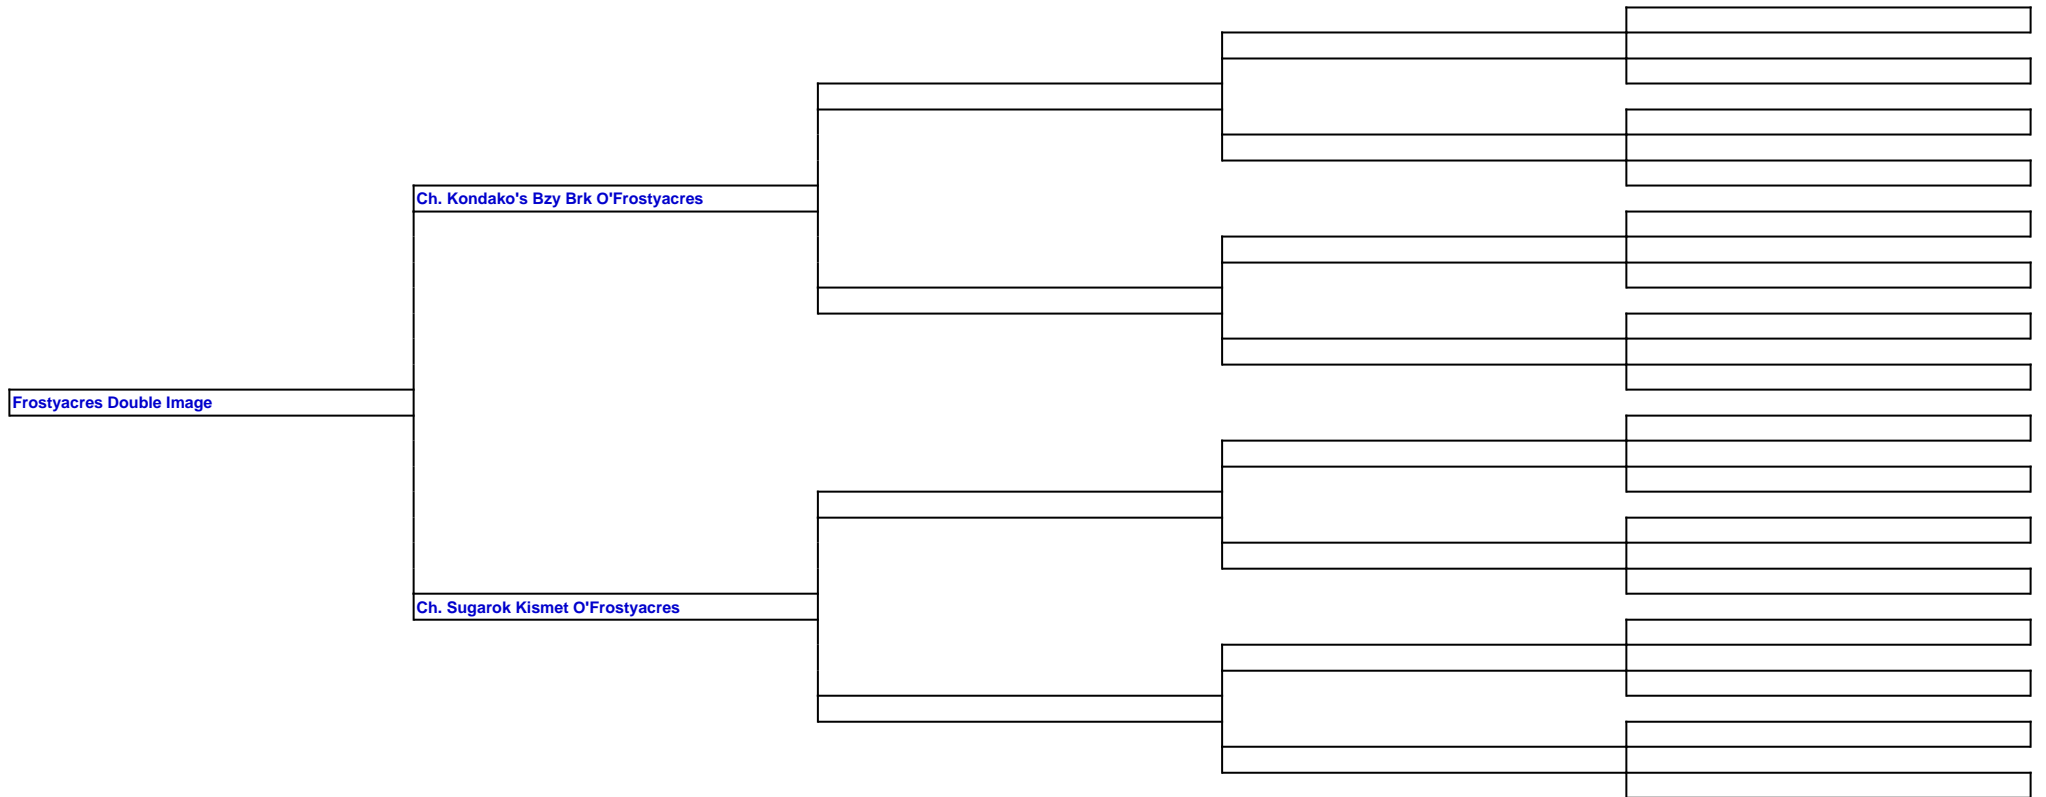 Ch. Kondako's Bzy Brk O'Frostyacres
Frostyacres Double Image
Ch. Sugarok Kismet O'Frostyacres